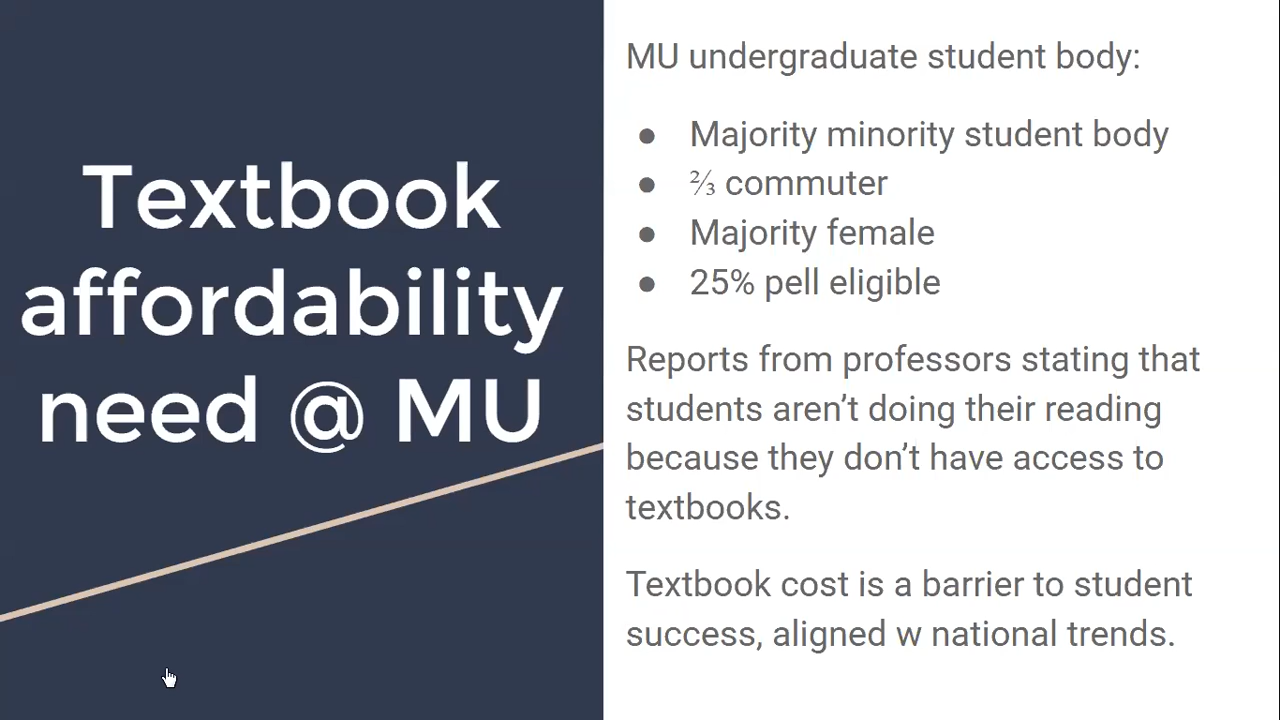 Textbook
affordability
need @ MU
MU undergraduate student body:
● Majority minority student body
● ⅔ commuter
● Majority female
● 25% pell eligible
Reports from professors stating that
students aren’t doing their reading
because they don’t have access to
textbooks.
Textbook cost is a barrier to student
success, aligned w national trends.